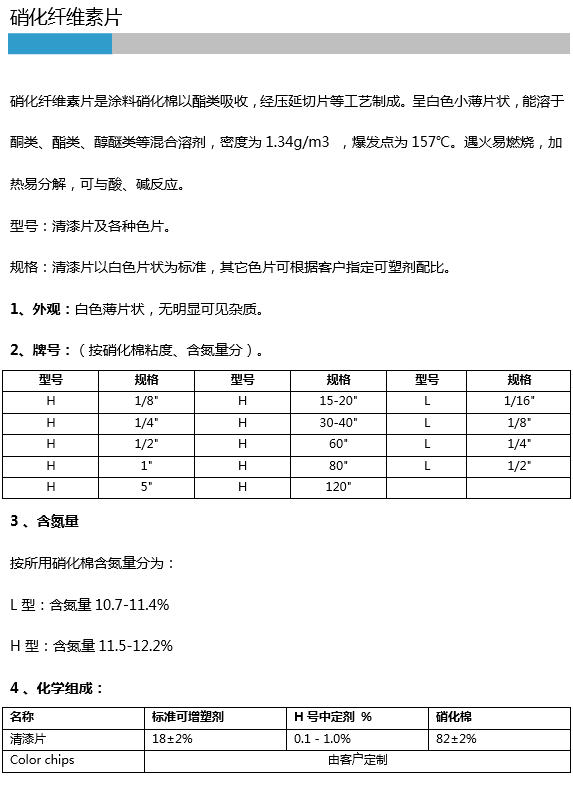 硝化纤维素片
硝化纤维素片是涂料硝化棉以酯类吸收，经压延切片等工艺制成。呈白色小薄片状，能溶于
酮类、酯类、醇醚类等混合溶剂，密度为 1.34g/m3 ，爆发点为 157℃。遇火易燃烧，加
热易分解，可与酸、碱反应。
型号：清漆片及各种色片。
规格：清漆片以白色片状为标准，其它色片可根据客户指定可塑剂配比。
1、外观：白色薄片状，无明显可见杂质。
2、牌号：（按硝化棉粘度、含氮量分）。
型号 规格 型号 规格 型号 规格
H 1/8" H 15-20" L 1/16"
H 1/4" H 30-40" L 1/8"
H 1/2" H 60" L 1/4"
H 1" H 80" L 1/2"
H 5" H 120"
3 、含氮量
按所用硝化棉含氮量分为：
L 型：含氮量 10.7-11.4%
H 型：含氮量 11.5-12.2%
4 、化学组成：
名称 标准可增塑剂 H 号中定剂 % 硝化棉
清漆片 18±2% 0.1 - 1.0% 82±2%
Color chips 由客户定制